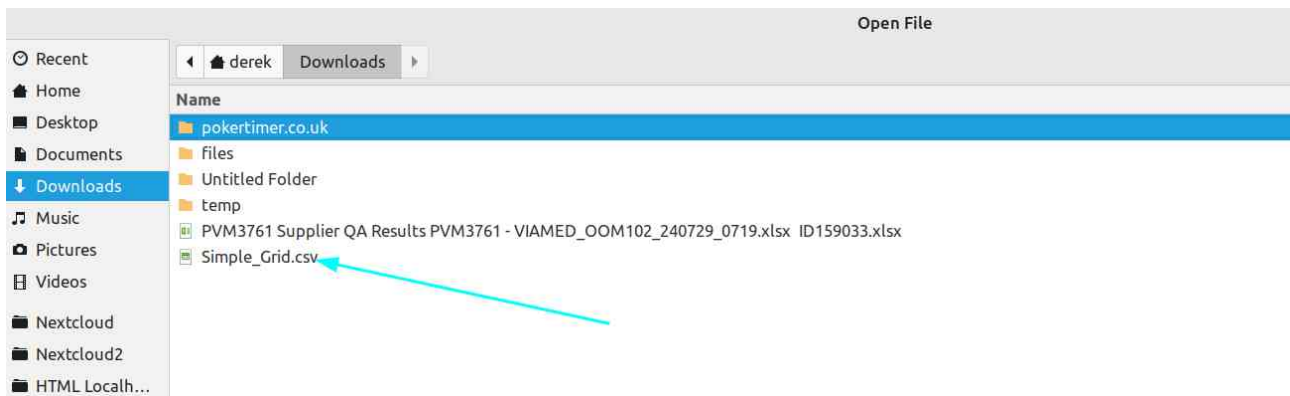 Open File
Recent
Home
Desktop
Documents
Downloads
Music
Pictures
Videos
Nextcloud
Nextcloud2
HTML Localh...
derek Downloads
Name
pokertimer.co.uk
files
Untitled Folder
temp
PVM3761 Supplier QA Results PVM3761 - VIAMED_OOM102_240729_0719.xlsx ID159033.xlsx
Simple_Grid.csv